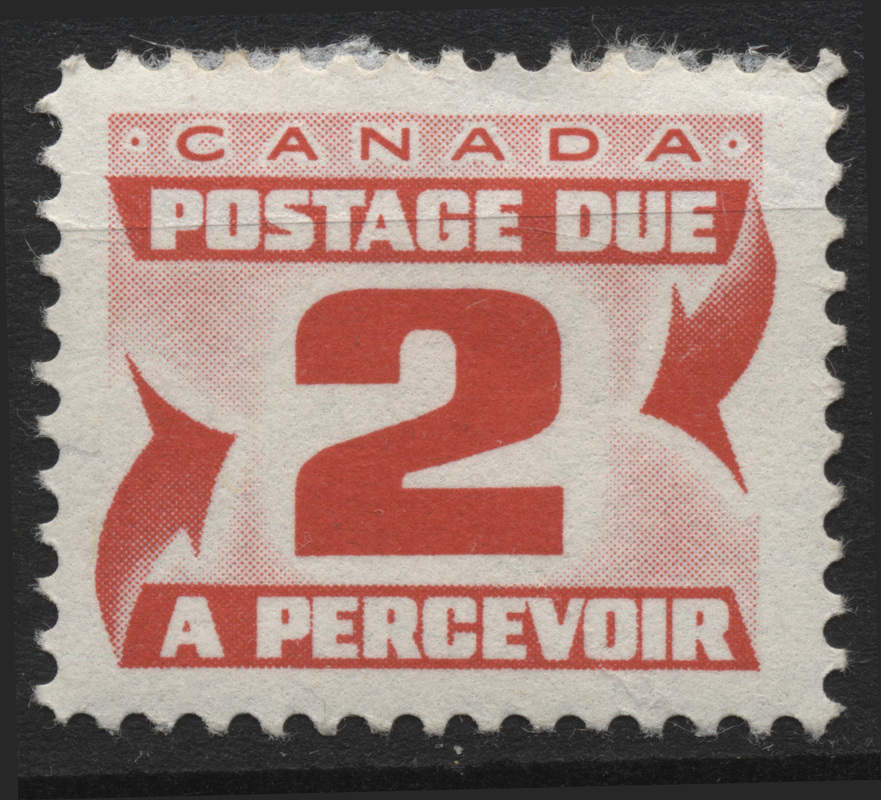 • CANADA •
POSTAGE DUE
2
A PERCEVOIR